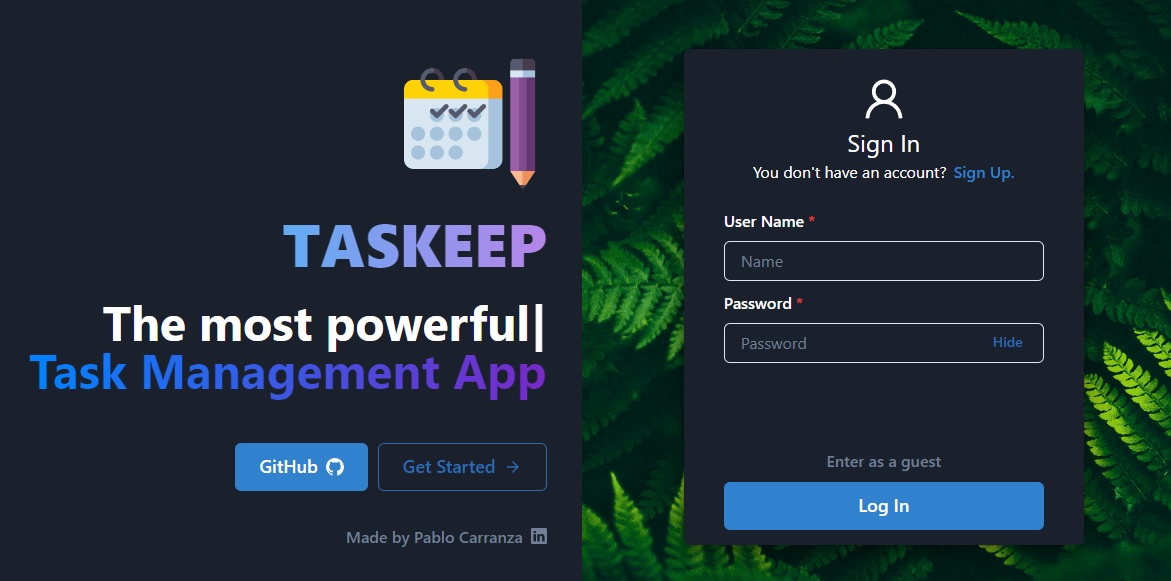 TASKEEP
The most powerful|
Task Management App
GitHub
Get Started →
Made by Pablo Carranza in
Sign In
You don't have an account? Sign Up.
User Name *
Name
Password *
Password Hide
Enter as a guest
Log In